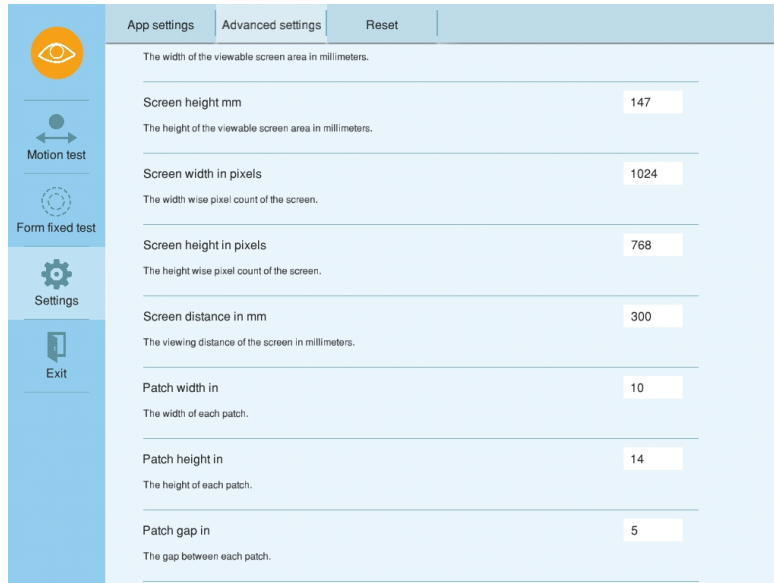 App settings
Advanced settings
Reset
Motion test
Form fixed test
Settings
Exit
The width of the viewable screen area in millimeters.
Screen height mm
147
The height of the viewable screen area in millimeters.
Screen width in pixels
1024
The width wise pixel count of the screen.
Screen height in pixels
768
The height wise pixel count of the screen.
Screen distance in mm
300
The viewing distance of the screen in millimeters.
Patch width in
10
The width of each patch.
Patch height in
14
The height of each patch.
Patch gap in
5
The gap between each patch.